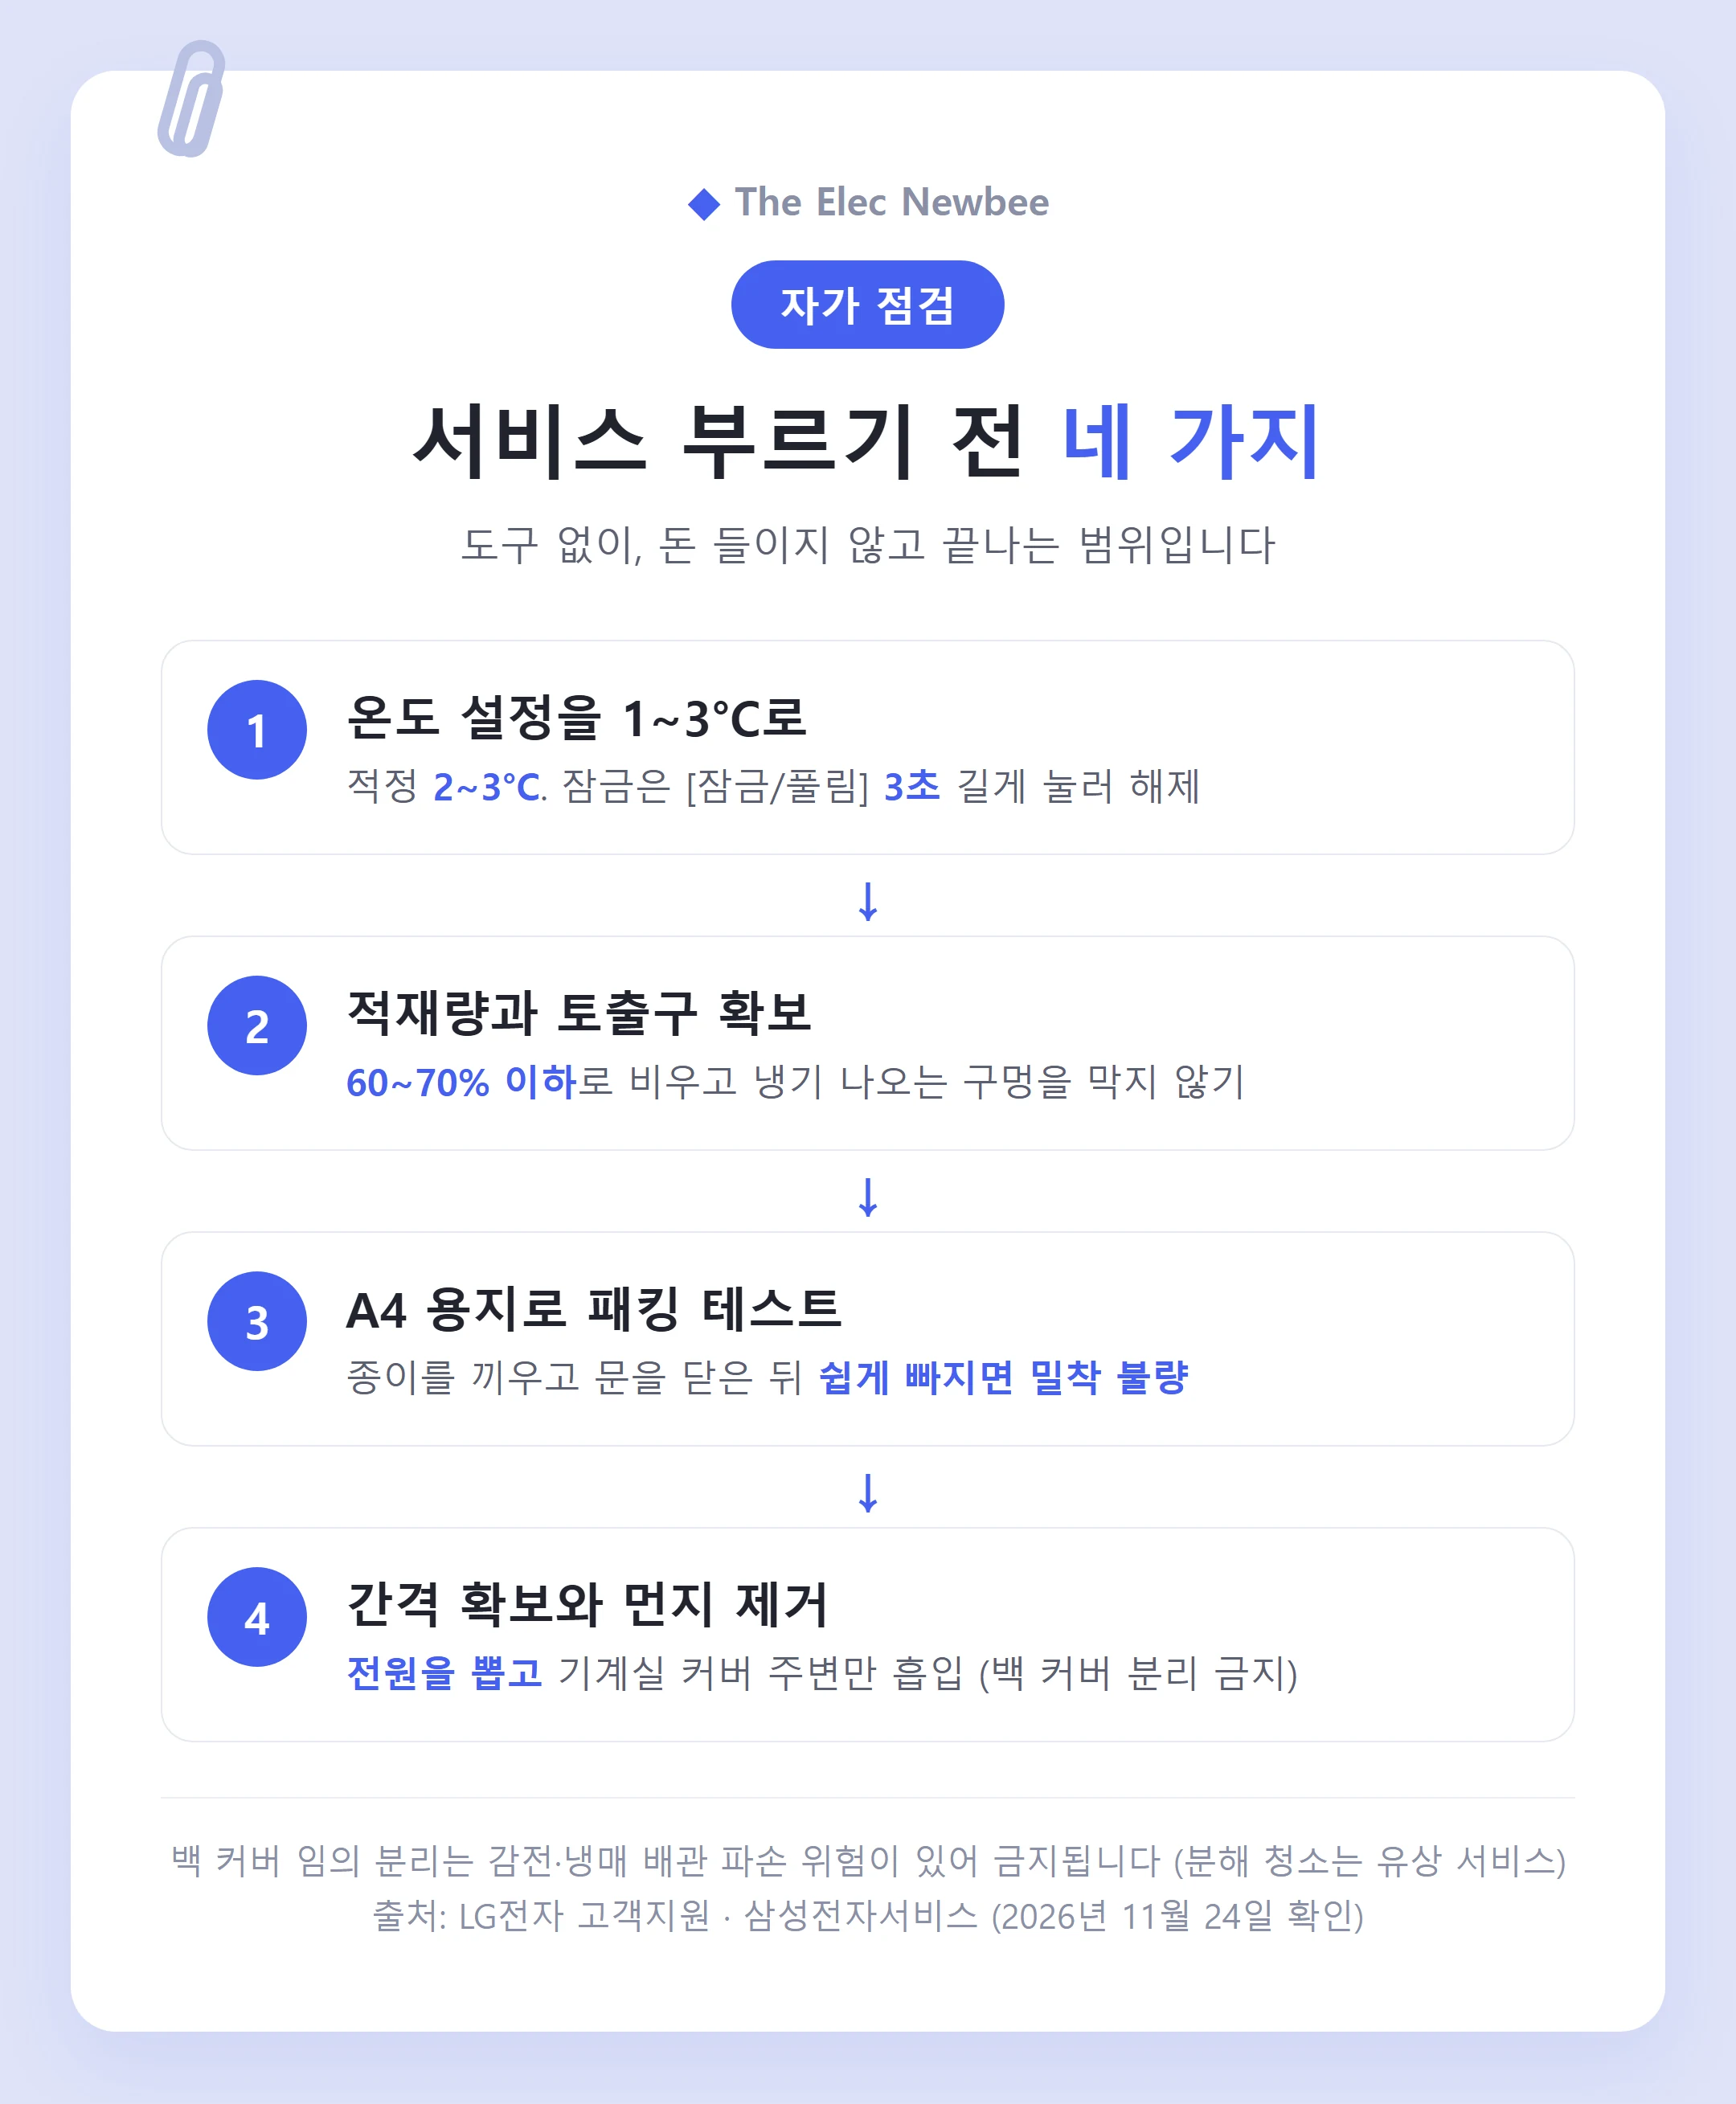 ◆ The Elec Newbee
자가 점검
서비스 부르기 전 네 가지
도구 없이, 돈 들이지 않고 끝나는 범위입니다
1
온도 설정을 1~3°C로
적정 2~3°C. 잠금은 [잠금/풀림] 3초 길게 눌러 해제
↓
2
적재량과 토출구 확보
60~70% 이하로 비우고 냉기 나오는 구멍을 막지 않기
↓
3
A4 용지로 패킹 테스트
종이를 끼우고 문을 닫은 뒤 쉽게 빠지면 밀착 불량
↓
4
간격 확보와 먼지 제거
전원을 뽑고 기계실 커버 주변만 흡입 (백 커버 분리 금지)
백 커버 임의 분리는 감전·냉매 배관 파손 위험이 있어 금지됩니다 (분해 청소는 유상 서비스)
출처: LG전자 고객지원 · 삼성전자서비스 (2026년 11월 24일 확인)